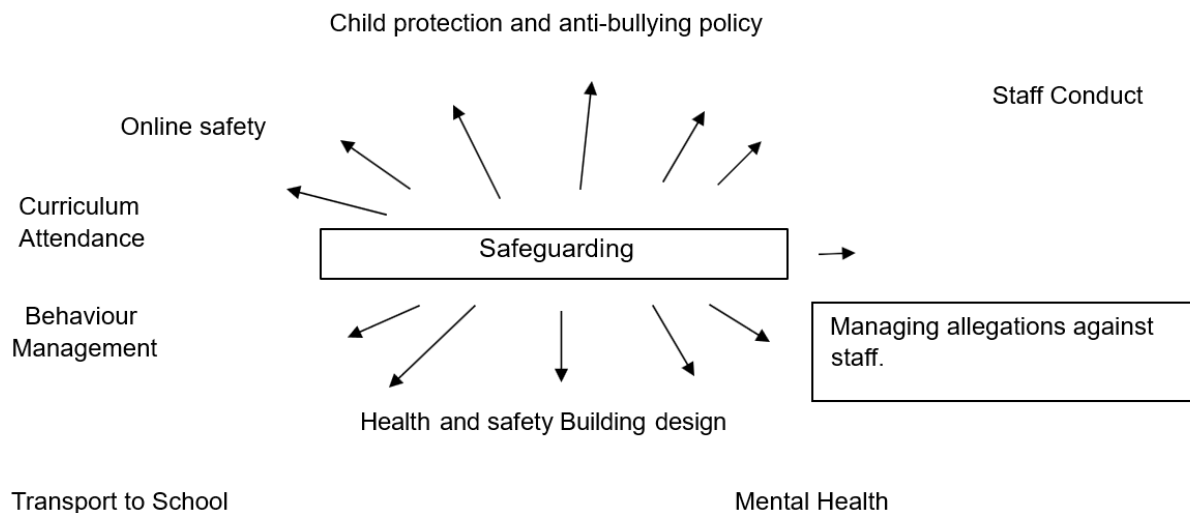 Child protection and anti-bullying policy
Staff Conduct
Online safety
Curriculum
Attendance
Safeguarding
Behaviour
Management
Managing allegations against
staff.
Health and safety Building design
Transport to School
Mental Health